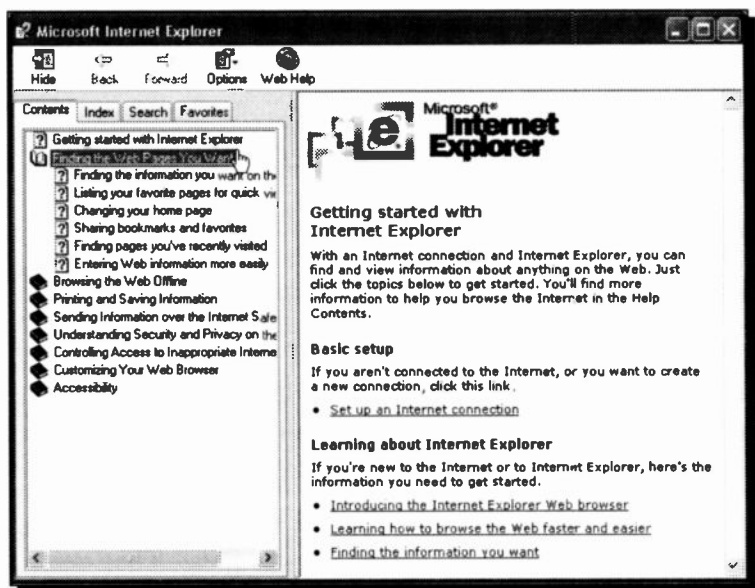 Microsoft Internet Explorer
Hide Back Forward Options Web Help
Contents Index Search Favorites
Getting started with Internet Explorer
Finding the Web Pages You Want
Finding the information you want on the
Listing your favorite pages for quick vie
Changing your home page
Sharing bookmarks and favorites
Finding pages you've recently visited
Entering Web information more easily
Browsing the Web Offline
Printing and Saving Information
Sending Information over the Internet Safe
Understanding Security and Privacy on the
Controlling Access to Inappropriate Interne
Customizing Your Web Browser
Accessibility
Microsoft®
Internet
Explorer
Getting started with
Internet Explorer
With an Internet connection and Internet Explorer, you can
find and view information about anything on the Web. Just
click the topics below to get started. You'll find more
information to help you browse the Internet in the Help
Contents.
Basic setup
If you aren't connected to the Internet, or you want to create
a new connection, click this link.
• Set up an Internet connection
Learning about Internet Explorer
If you're new to the Internet or to Internet Explorer, here's the
information you need to get started.
• Introducing the Internet Explorer Web browser
• Learning how to browse the Web faster and easier
• Finding the information you want